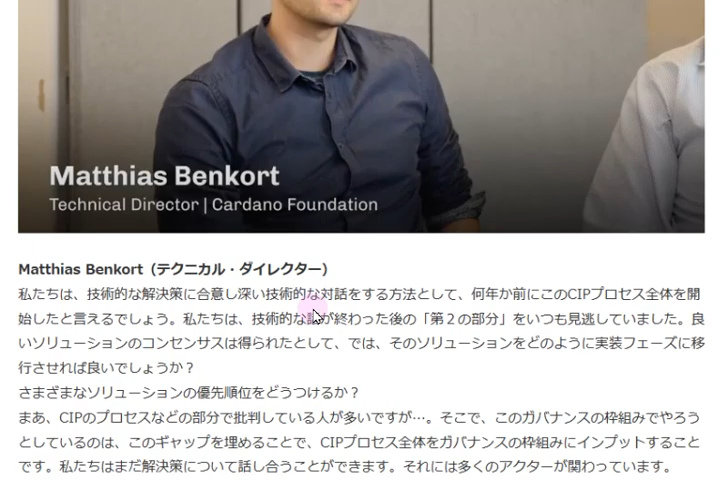 Matthias Benkort
Technical Director | Cardano Foundation
Matthias Benkort（テクニカル・ダイレクター）
私たちは、技術的な解決策に合意し深い技術的な対話をする方法として、何年か前にこのCIPプロセス全体を開
始したと言えるでしょう。私たちは、技術的な話が終わった後の「第２の部分」をいつも見逃していました。良
いソリューションのコンセンサスは得られたとして、では、そのソリューションをどのように実装フェーズに移
行させれば良いでしょうか？
さまざまなソリューションの優先順位をどうつけるか？
まあ、CIPのプロセスなどの部分で批判している人が多いですが…。そこで、このガバナンスの枠組みでやろう
としているのは、このギャップを埋めることで、CIPプロセス全体をガバナンスの枠組みにインプットすること
です。私たちはまだ解決策について話し合うことができます。それには多くのアクターが関わっています。